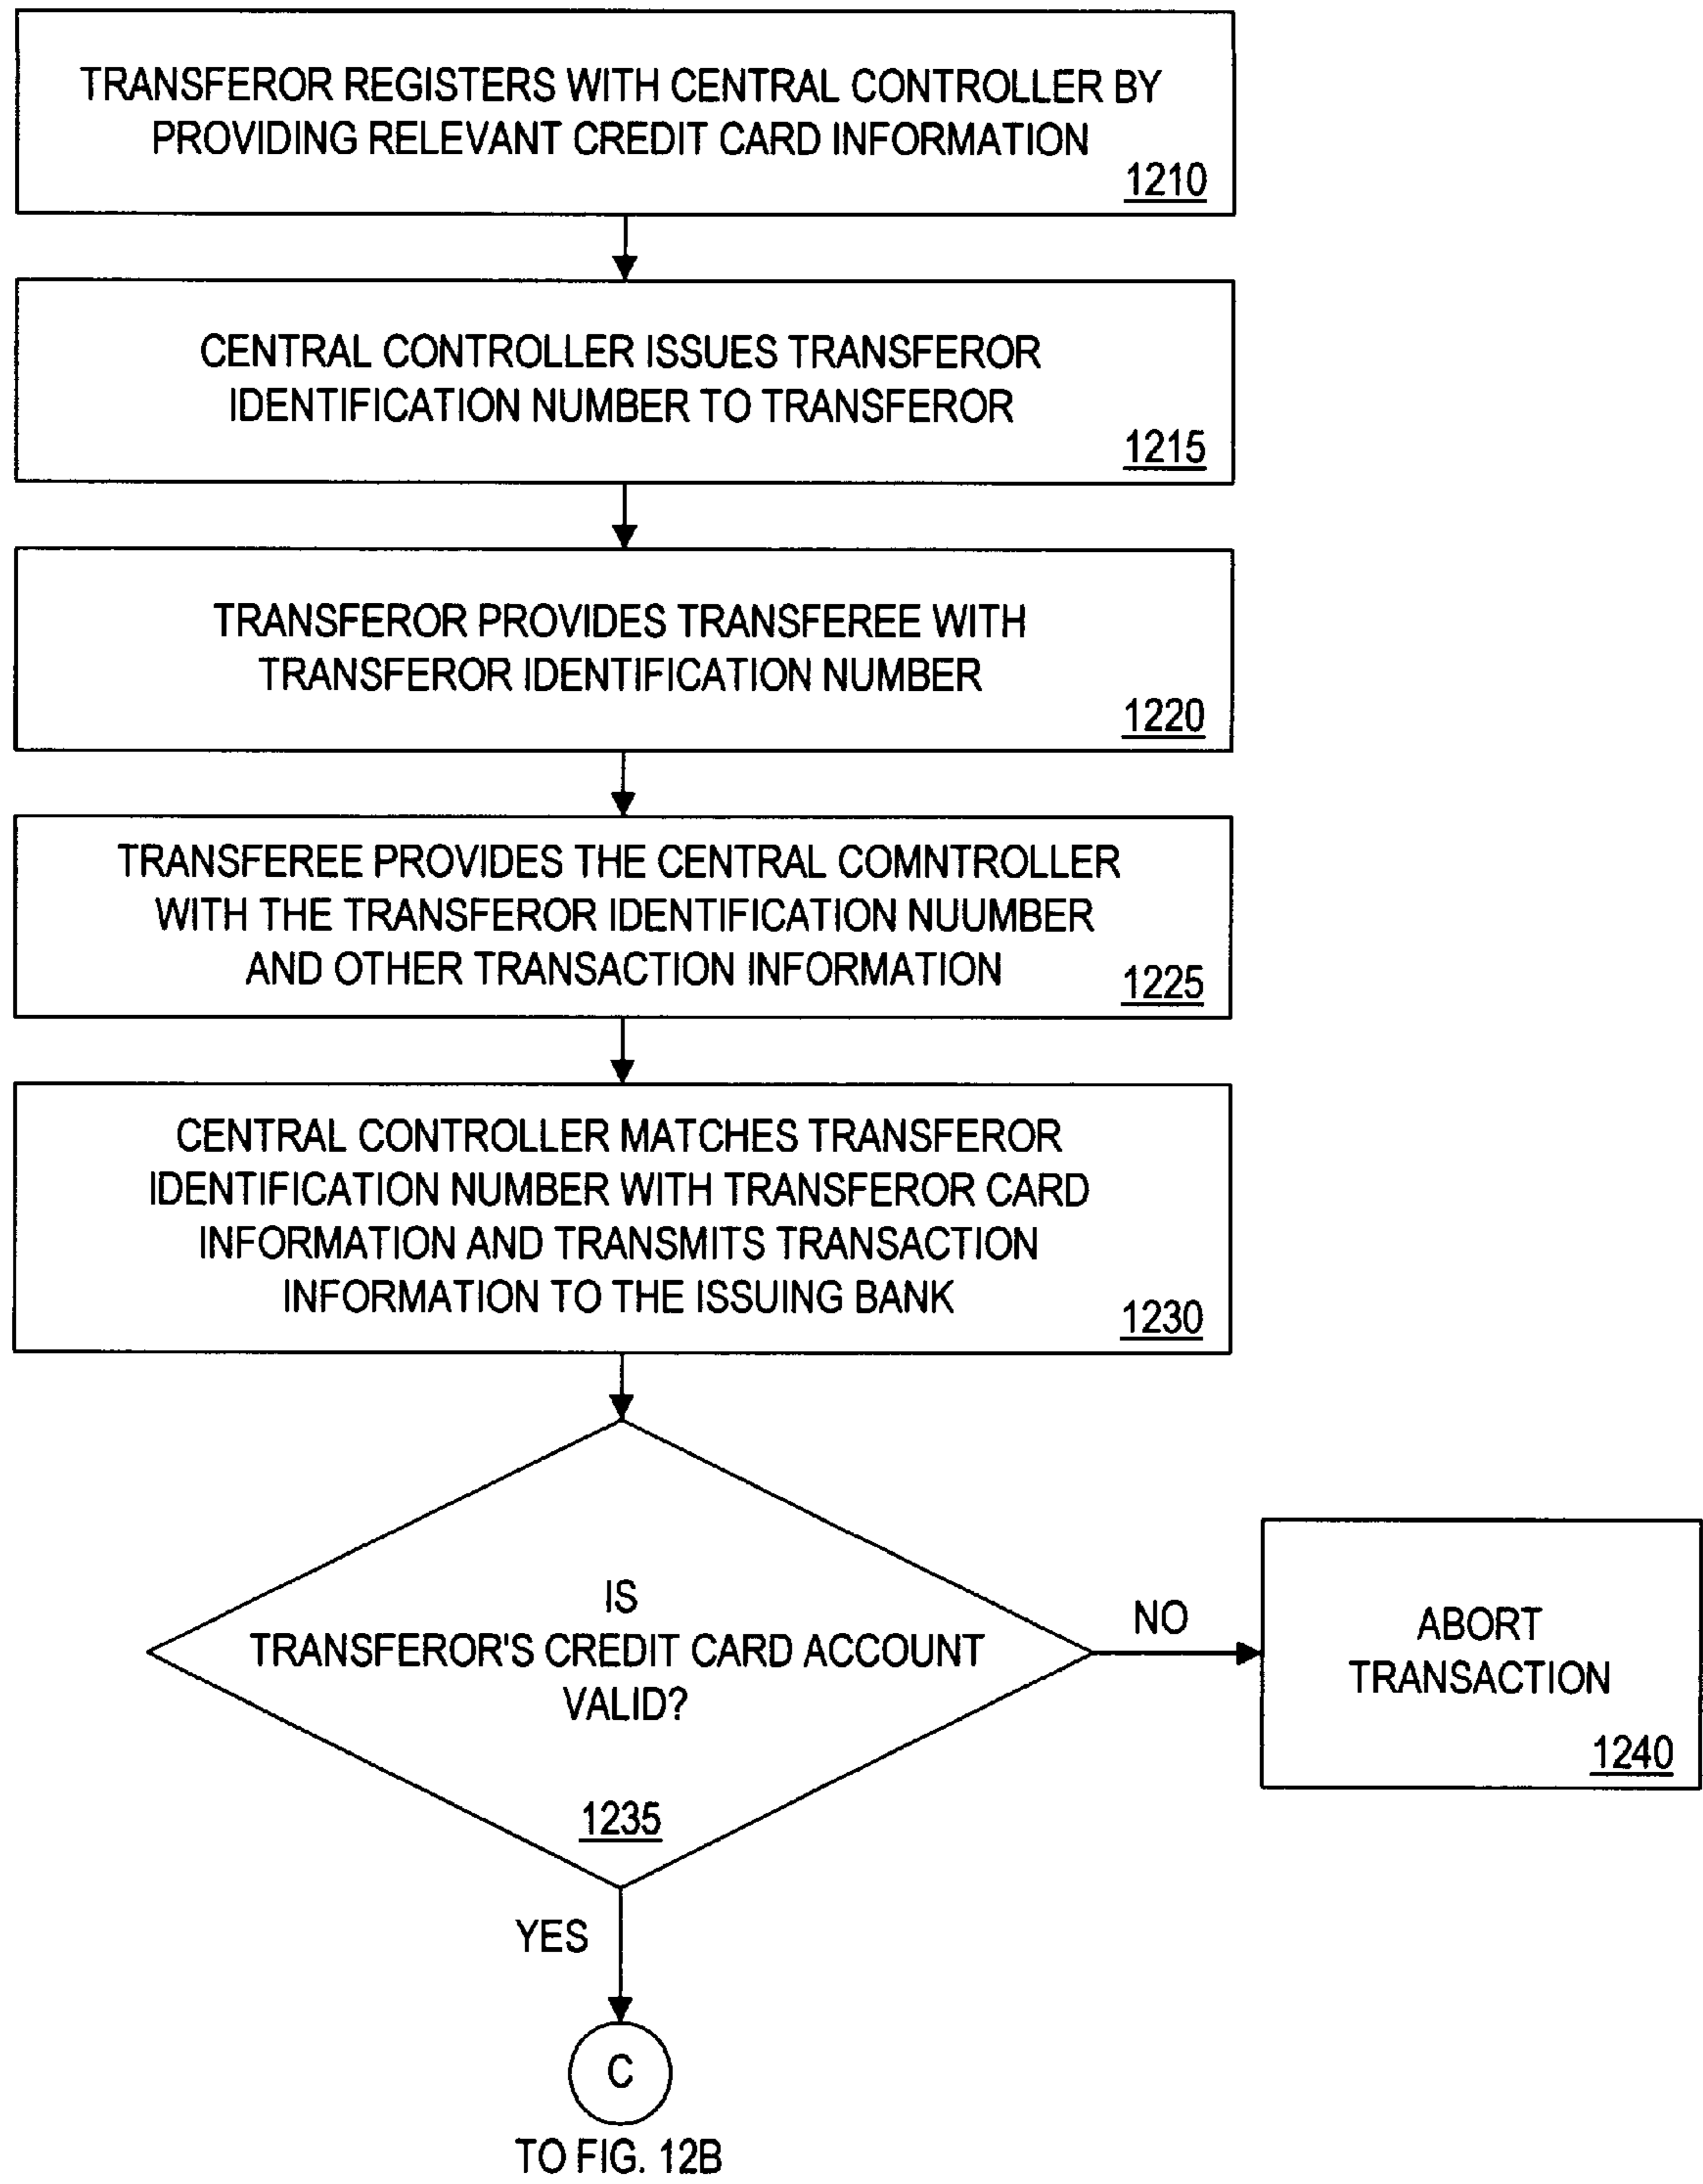 TRANSFEROR REGISTERS WITH CENTRAL CONTROLLER BY
PROVIDING RELEVANT CREDIT CARD INFORMATION
1210
CENTRAL CONTROLLER ISSUES TRANSFEROR
IDENTIFICATION NUMBER TO TRANSFEROR
1215
TRANSFEROR PROVIDES TRANSFEREE WITH
TRANSFEROR IDENTIFICATION NUMBER
1220
TRANSFEREE PROVIDES THE CENTRAL COMNTROLLER
WITH THE TRANSFEROR IDENTIFICATION NUUMBER
AND OTHER TRANSACTION INFORMATION
1225
CENTRAL CONTROLLER MATCHES TRANSFEROR
IDENTIFICATION NUMBER WITH TRANSFEROR CARD
INFORMATION AND TRANSMITS TRANSACTION
INFORMATION TO THE ISSUING BANK
1230
IS
TRANSFEROR'S CREDIT CARD ACCOUNT
VALID?
1235
NO
ABORT
TRANSACTION
1240
YES
C
TO FIG. 12B